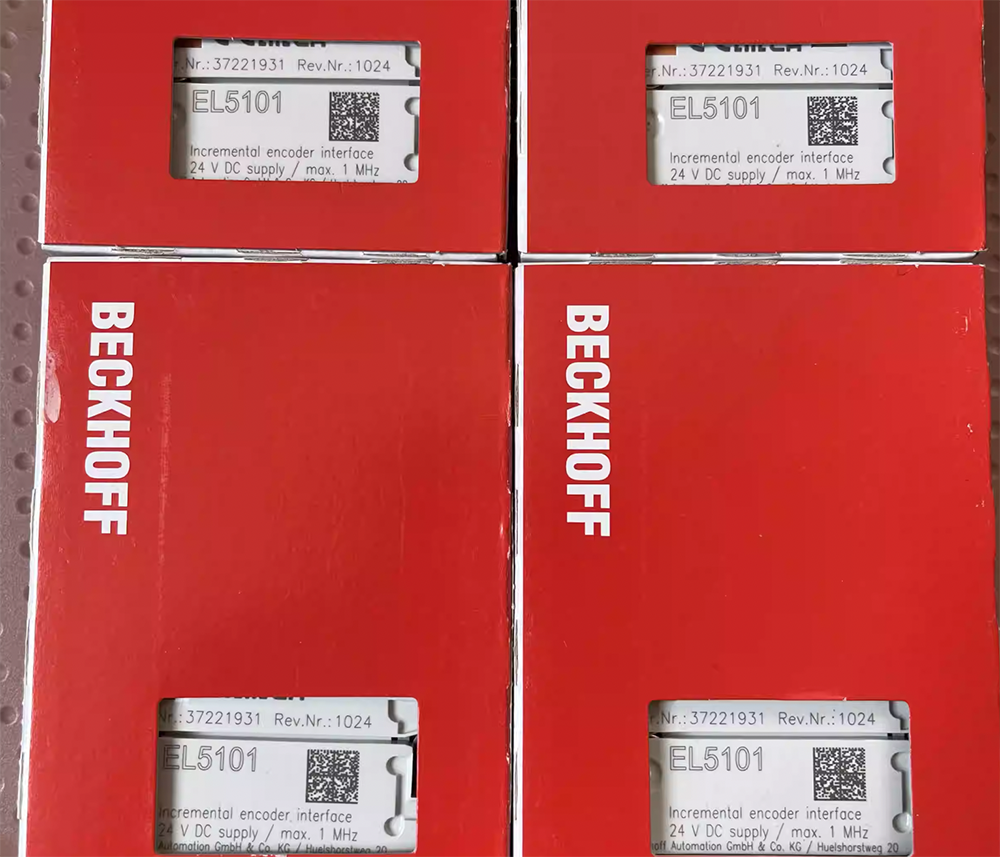 r.Nr.: 37221931 Rev.Nr.: 1024
EL5101
Incremental encoder interface
24 V DC supply / max. 1 MHz
er.Nr.: 37221931 Rev.Nr.: 1024
EL5101
Incremental encoder interface
24 V DC supply / max. 1 MHz
BECKHOFF
BECKHOFF
Nr.: 37221931 Rev.Nr.: 1024
EL5101
Incremental encoder interface
24 V DC supply / max. 1 MHz
Automation GmbH & Co. KG / Huelshorstweg
r.Nr.: 37221931 Rev.Nr.: 1024
EL5101
Incremental encoder interface
24 V DC supply / max. 1 MHz
hoff Automation GmbH & Co. KG / Huelshorstweg 20